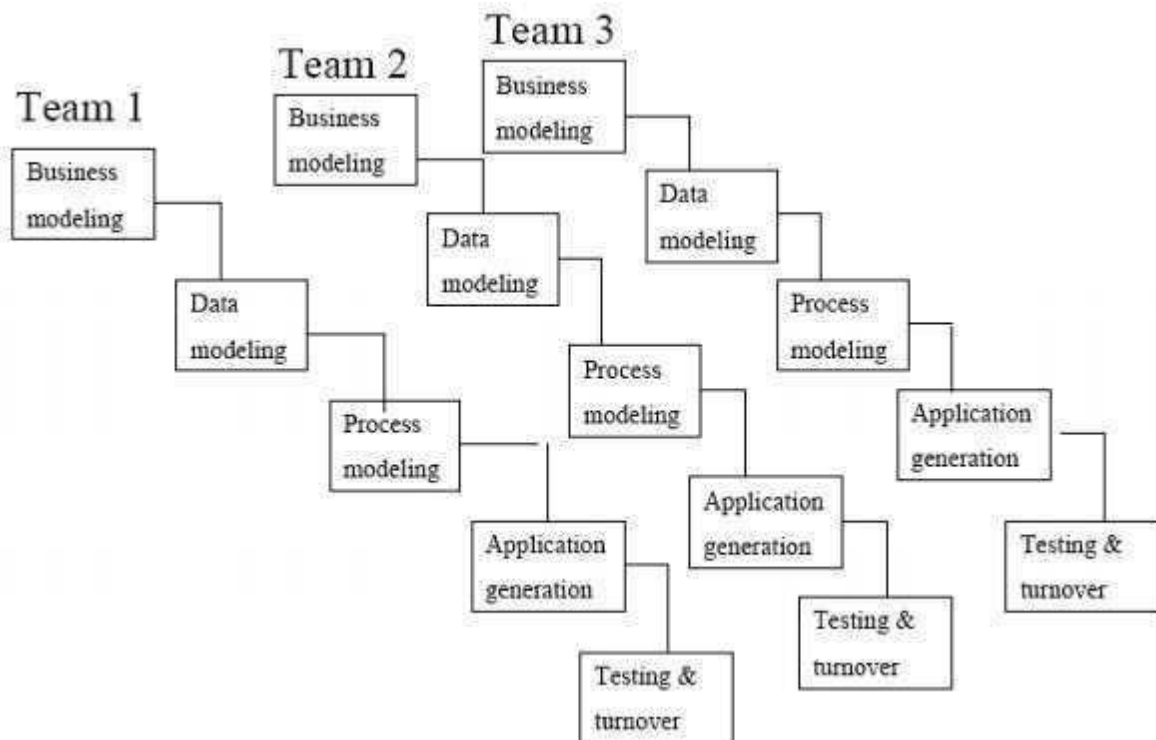 Team 1
Business
modeling
Data
modeling
Process
modeling
Application
generation
Testing &
turnover
Team 2
Business
modeling
Data
modeling
Process
modeling
Application
generation
Testing &
turnover
Team 3
Business
modeling
Data
modeling
Process
modeling
Application
generation
Testing &
turnover